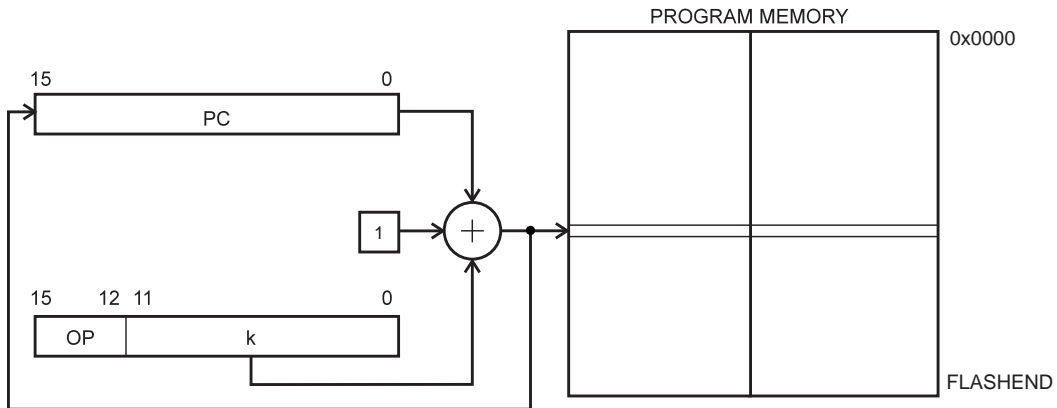 PROGRAM MEMORY
0x0000
15 0
PC
1
15 12 11 0
OP k
FLASHEND